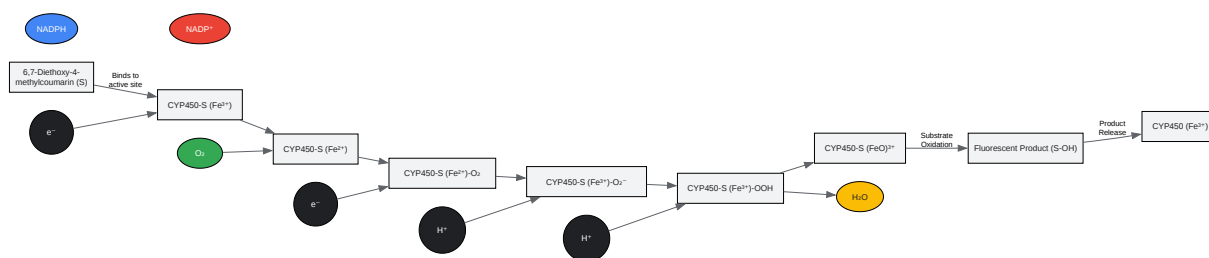 NADPH
NADP⁺
6,7-Diethoxy-4-
methylcoumarin (S)
Binds to
active site
CYP450-S (Fe³⁺)
e⁻
O₂
CYP450-S (Fe²⁺)
e⁻
CYP450-S (Fe²⁺)-O₂
H⁺
CYP450-S (Fe³⁺)-O₂⁻
H⁺
CYP450-S (Fe³⁺)-OOH
CYP450-S (FeO)³⁺
H₂O
Substrate
Oxidation
Fluorescent Product (S-OH)
Product
Release
CYP450 (Fe³⁺)